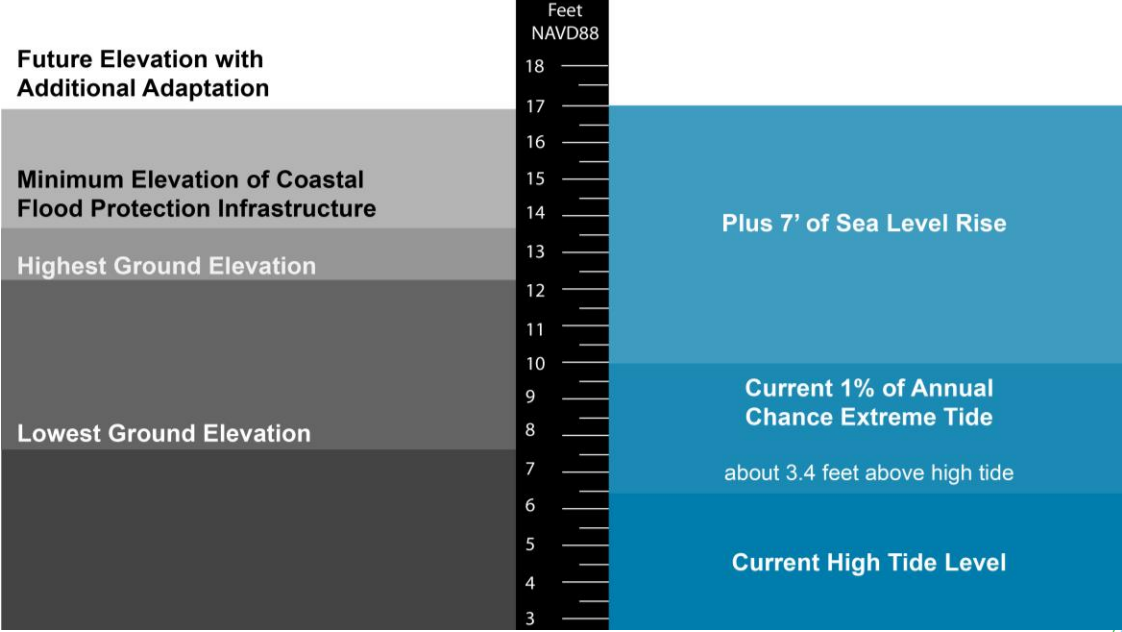 Feet
NAVD88
Future Elevation with
Additional Adaptation
18
17
16
Minimum Elevation of Coastal
Flood Protection Infrastructure
15
14
Plus 7’ of Sea Level Rise
Highest Ground Elevation
13
12
11
10
Current 1% of Annual
Chance Extreme Tide
9
Lowest Ground Elevation
8
about 3.4 feet above high tide
7
6
5
Current High Tide Level
4
3